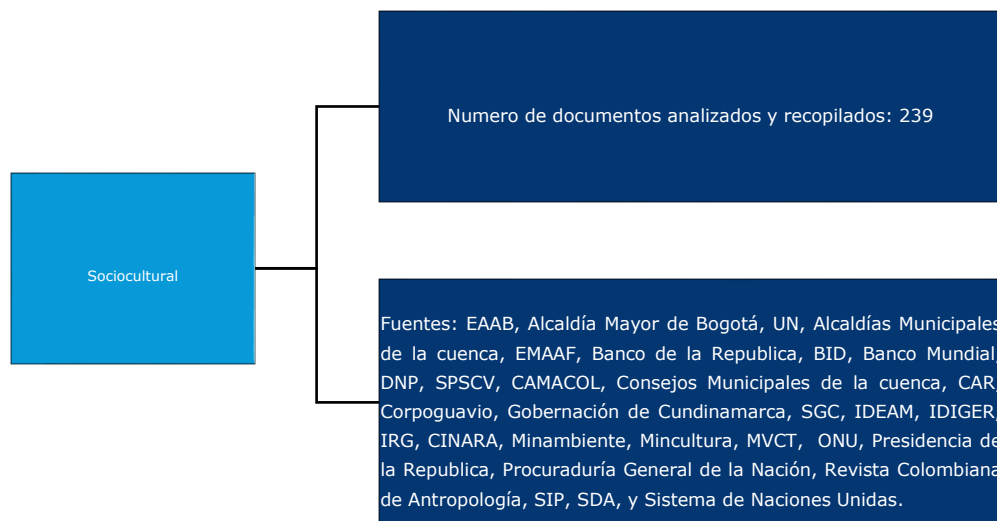 Numero de documentos analizados y recopilados: 239
Sociocultural
Fuentes: EAAB, Alcaldía Mayor de Bogotá, UN, Alcaldías Municipales
de la cuenca, EMAAF, Banco de la Republica, BID, Banco Mundial,
DNP, SPSCV, CAMACOL, Consejos Municipales de la cuenca, CAR,
Corpoguavio, Gobernación de Cundinamarca, SGC, IDEAM, IDIGER,
IRG, CINARA, Minambiente, Mincultura, MVCT, ONU, Presidencia de
la Republica, Procuraduría General de la Nación, Revista Colombiana
de Antropología, SIP, SDA, y Sistema de Naciones Unidas.